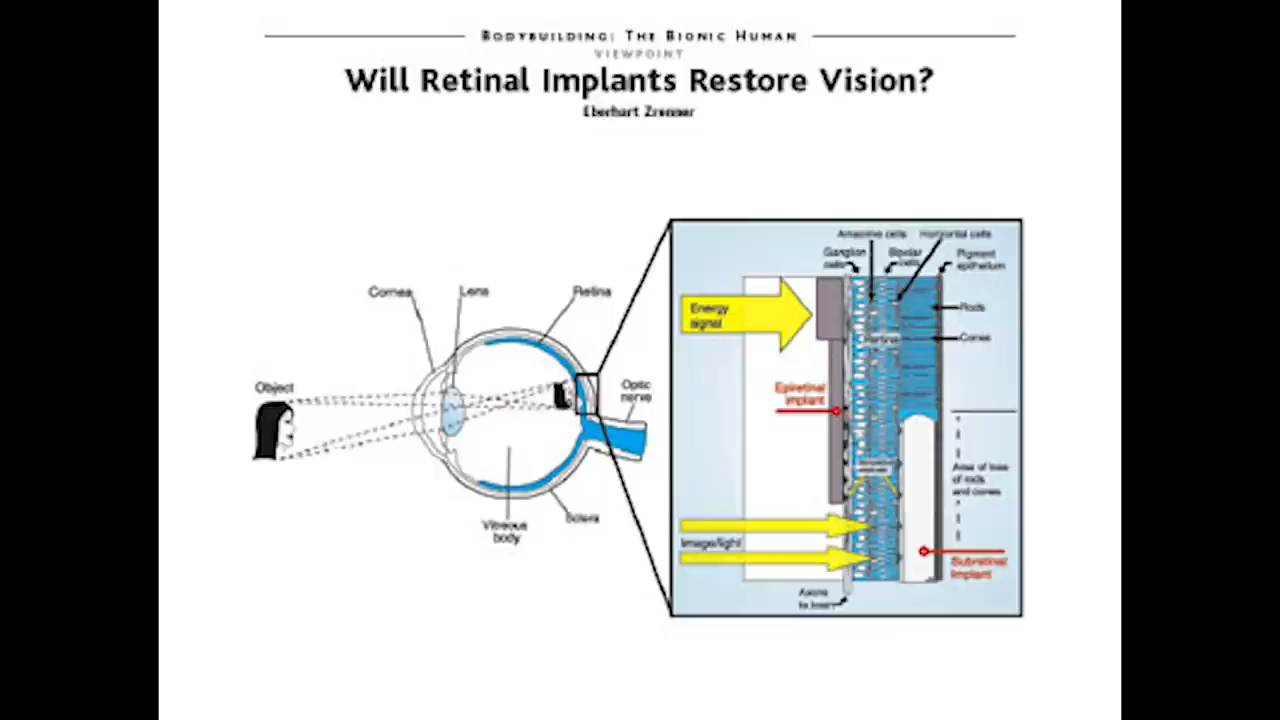 BODYBUILDING: THE BIONIC HUMAN
VIEWPOINT
Will Retinal Implants Restore Vision?
Eberhart Zrenner
Cornea
Lens
Retina
Object
Optic
nerve
Vitreous
body
Sclera
Amacrine cells
Horizontal cells
Ganglion
cells
Bipolar
cells
Pigment
epithelium
Energy
signal
Rods
Retina
Cones
Epiretinal
implant
Area of loss
of rods
and cones
Image/light
Subretinal
implant
Axons
to brain